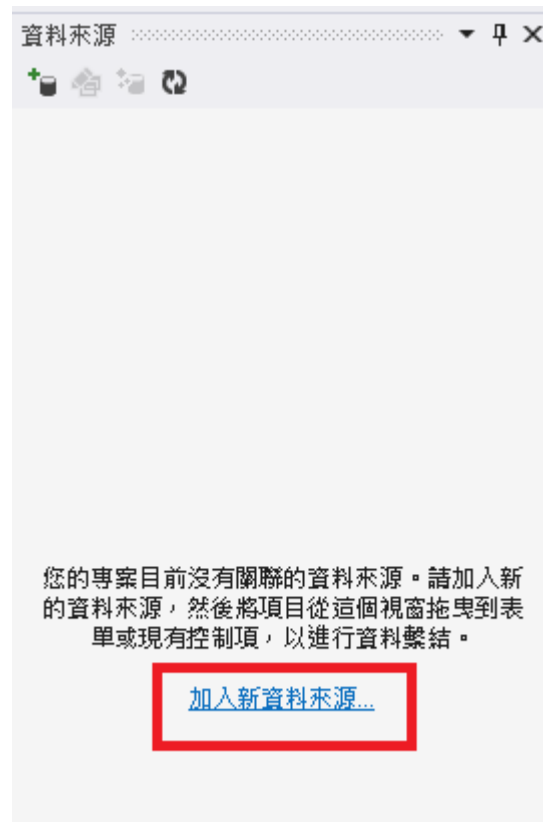 資料來源
您的專案目前沒有關聯的資料來源。請加入新
的資料來源，然後將項目從這個視窗拖曳到表
單或現有控制項，以進行資料繫結。
加入新資料來源...